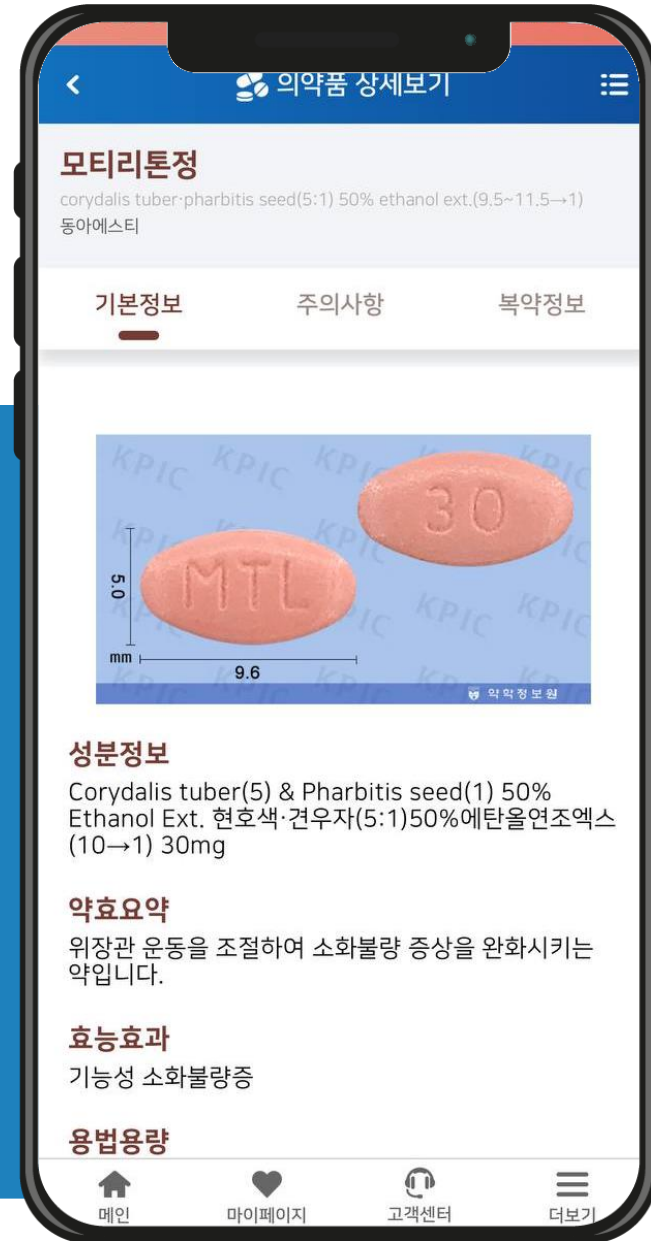 의약품 상세보기
모티리톤정
corydalis tuber·pharbitis seed(5:1) 50% ethanol ext.(9.5~11.5→1)
동아에스티
기본정보 주의사항 복약정보
KPIC KPIC KPIC KPIC
30
MTL
5.0
mm
9.6
약학정보원
성분정보
Corydalis tuber(5) & Pharbitis seed(1) 50%
Ethanol Ext. 현호색·견우자(5:1)50%에탄올연조엑스
(10→1) 30mg
약효요약
위장관 운동을 조절하여 소화불량 증상을 완화시키는
약입니다.
효능효과
기능성 소화불량증
용법용량
메인 마이페이지 고객센터 더보기